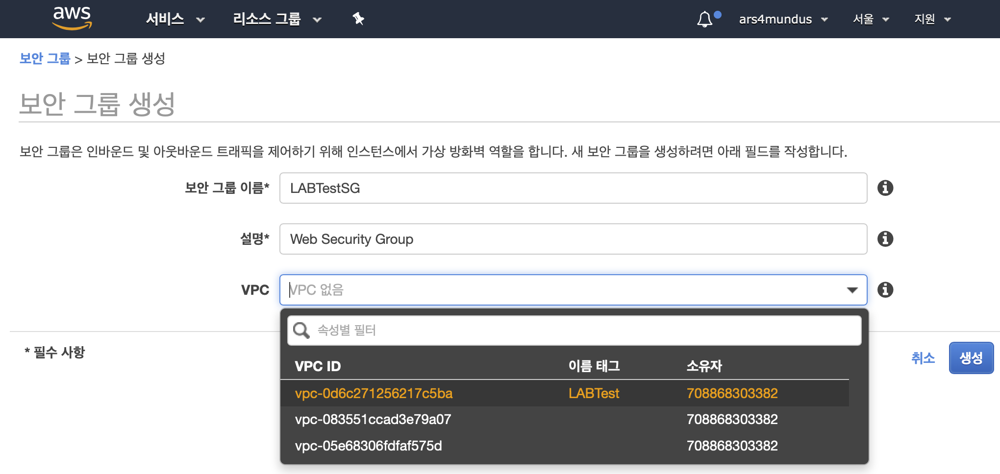 aws 서비스 리소스 그룹 ars4mundus 서울 지원
보안 그룹 > 보안 그룹 생성
보안 그룹 생성
보안 그룹은 인바운드 및 아웃바운드 트래픽을 제어하기 위해 인스턴스에서 가상 방화벽 역할을 합니다. 새 보안 그룹을 생성하려면 아래 필드를 작성합니다.
보안 그룹 이름* LABTestSG
설명* Web Security Group
VPC VPC 없음
속성별 필터
* 필수 사항 취소 생성
VPC ID 이름 태그 소유자
vpc-0d6c271256217c5ba LABTest 708868303382
vpc-083551ccad3e79a07 708868303382
vpc-05e68306fdfaf575d 708868303382